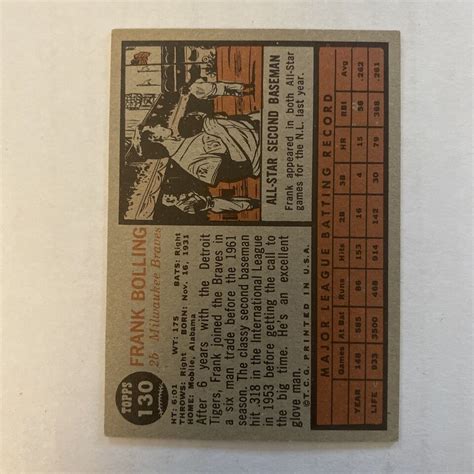 TOPPS
130
FRANK BOLLING
2b Milwaukee Braves
HT: 6.01 WT: 175 BATS: Right
THROWS: Right BORN: Nov. 16, 1931
HOME: Mobile, Alabama
After 6 years with the Detroit
Tigers, Frank joined the Braves in
a six man trade before the 1961
season. The classy second baseman
hit .318 in the International League
in 1953 before getting the call to
the big time. He's an excellent
glove man.
©T.C.G. PRINTED IN U.S.A.
ALL-STAR SECOND BASEMAN
Frank appeared in both All-Star
games for the N.L. last year.
MAJOR LEAGUE BATTING RECORD
Games At Bat Runs Hits 2B 3B HR RBI Avg
YEAR 148 585 86 153 16 4 15 56 .262
LIFE 933 3500 444 915 140 30 79 368 .261